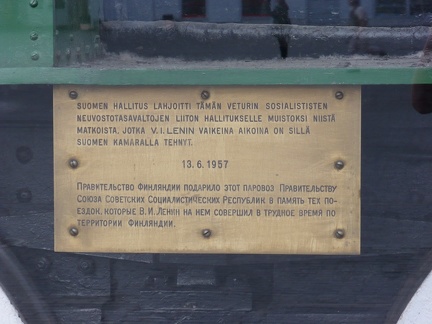 SUOMEN HALLITUS LAHJOITTI TÄMÄN VETURIN SOSIALISTISTEN
NEUVOSTOTASAVALTOJEN LIITON HALLITUKSELLE MUISTOKSI NIISTÄ
MATKOISTA, JOTKA V.I. LENIN VAIKEINA AIKOINA ON SILLÄ
SUOMEN KAMARALLA TEHNYT.
13.6.1957
Правительство Финляндии подарило этот паровоз Правительству
Союза Советских Социалистических Республик в память тех по-
ездок, которые В.И. Ленин на нем совершил в трудное время по
территории Финляндии.